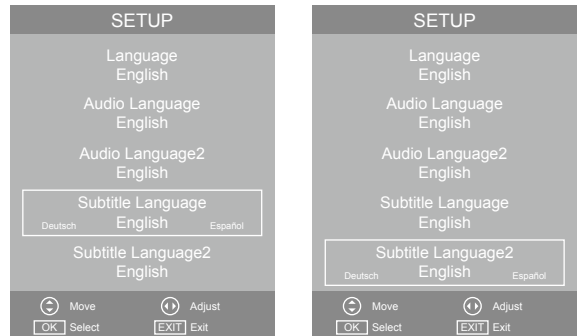 SETUP
Language
English
Audio Language
English
Audio Language2
English
Subtitle Language
Deutsch English Español
Subtitle Language2
English
Move Adjust
OK Select EXIT Exit
SETUP
Language
English
Audio Language
English
Audio Language2
English
Subtitle Language
English
Subtitle Language2
Deutsch English Español
Move Adjust
OK Select EXIT Exit